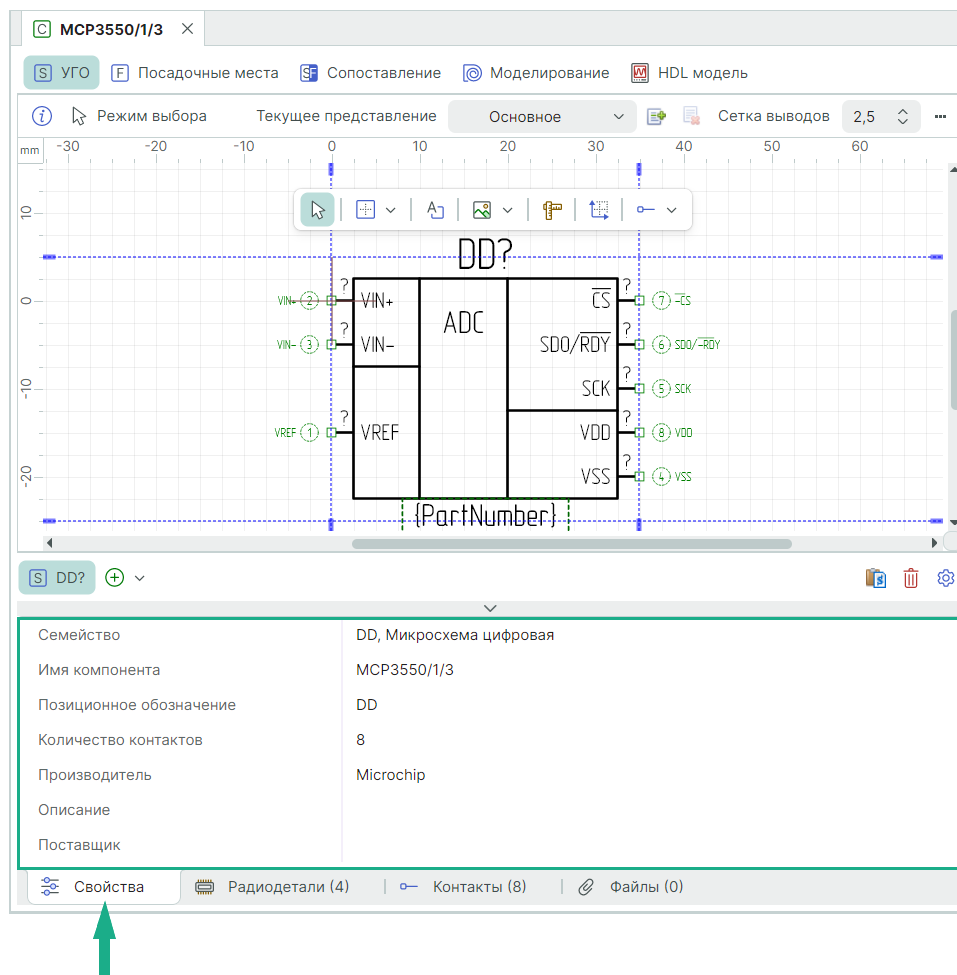 C MCP3550/1/3
S УГО F Посадочные места SF Сопоставление Моделирование HDL модель
i Режим выбора Текущее представление Основное Сетка выводов 2,5
mm -30 -20 -10 0 10 20 30 40 50 60
10
0
-10
-20
DD?
VIN+ 2 ? VIN+ ADC C̅S̅ ? 7 –C̅S̅
VIN– 3 ? VIN– SDO/R̅D̅Y̅ ? 6 SDO/–R̅D̅Y̅
SCK ? 5 SCK
VREF 1 ? VREF VDD ? 8 VDD
VSS ? 4 VSS
{PartNumber}
S DD?
Семейство DD, Микросхема цифровая
Имя компонента MCP3550/1/3
Позиционное обозначение DD
Количество контактов 8
Производитель Microchip
Описание
Поставщик
Свойства Радиодетали (4) Контакты (8) Файлы (0)